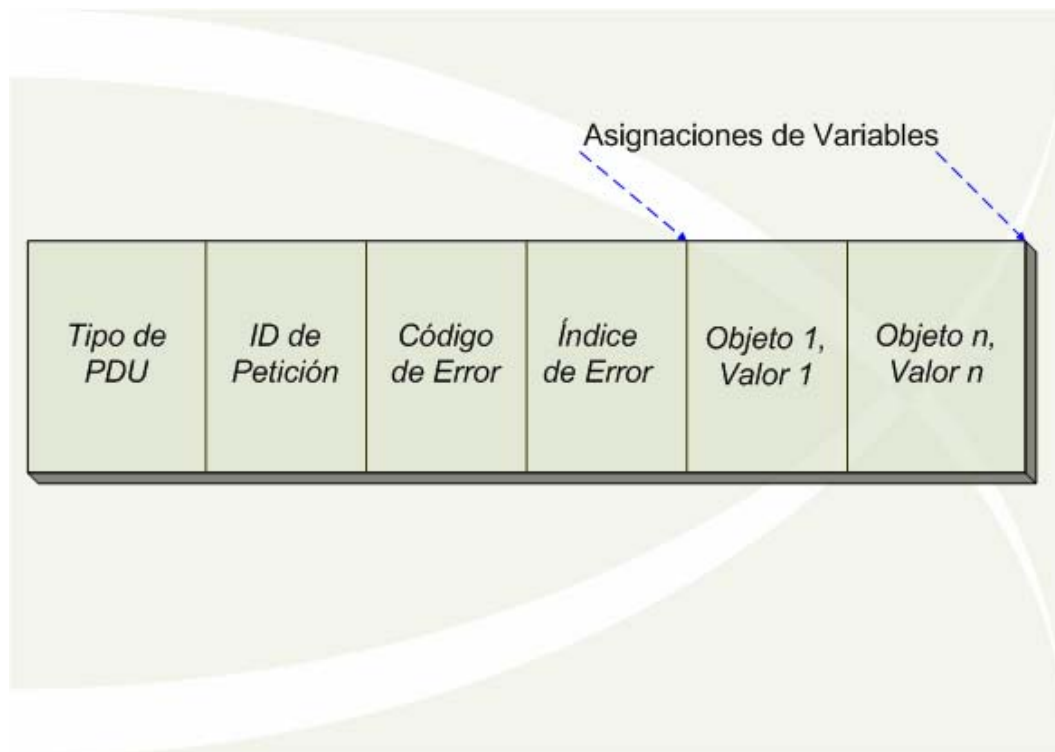 Asignaciones de Variables
Tipo de
PDU
ID de
Petición
Código
de Error
Índice
de Error
Objeto 1,
Valor 1
Objeto n,
Valor n